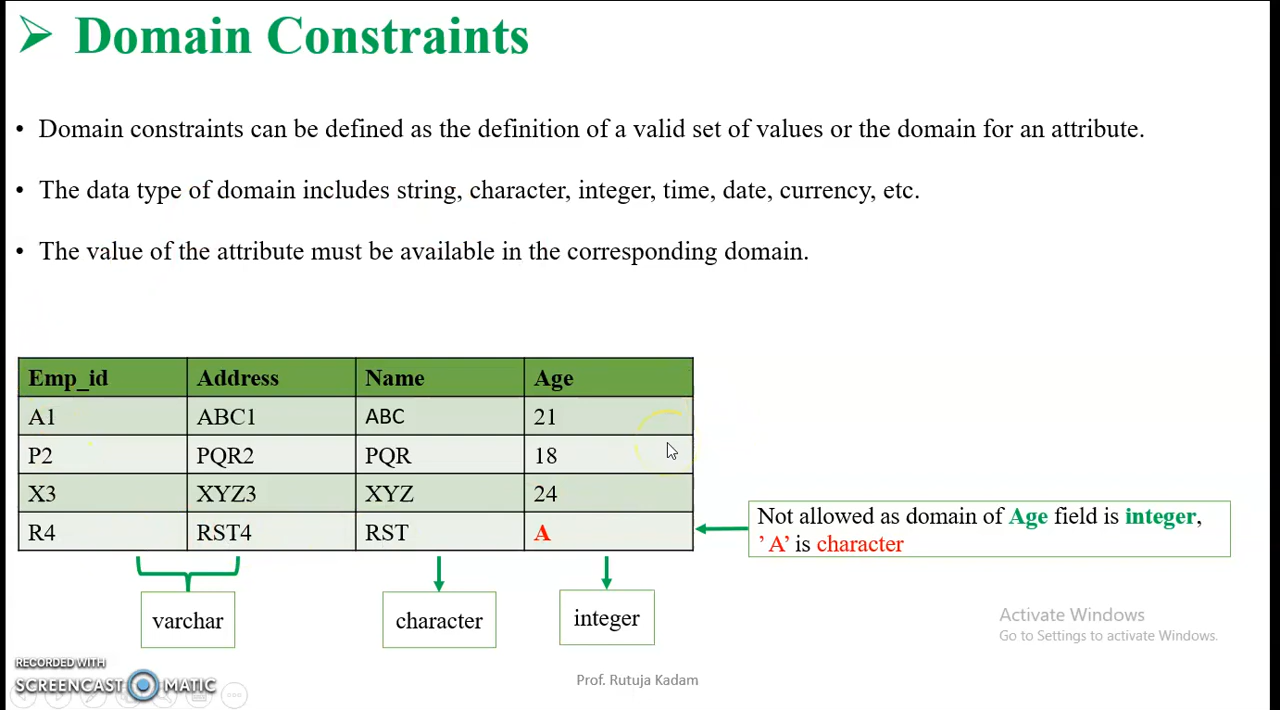 Domain Constraints
• Domain constraints can be defined as the definition of a valid set of values or the domain for an attribute.
• The data type of domain includes string, character, integer, time, date, currency, etc.
• The value of the attribute must be available in the corresponding domain.
Emp_id Address Name Age
A1 ABC1 ABC 21
P2 PQR2 PQR 18
X3 XYZ3 XYZ 24
R4 RST4 RST A
Not allowed as domain of Age field is integer,
’A’ is character
varchar character integer
Activate Windows
Go to Settings to activate Windows.
RECORDED WITH
SCREENCAST MATIC
Prof. Rutuja Kadam